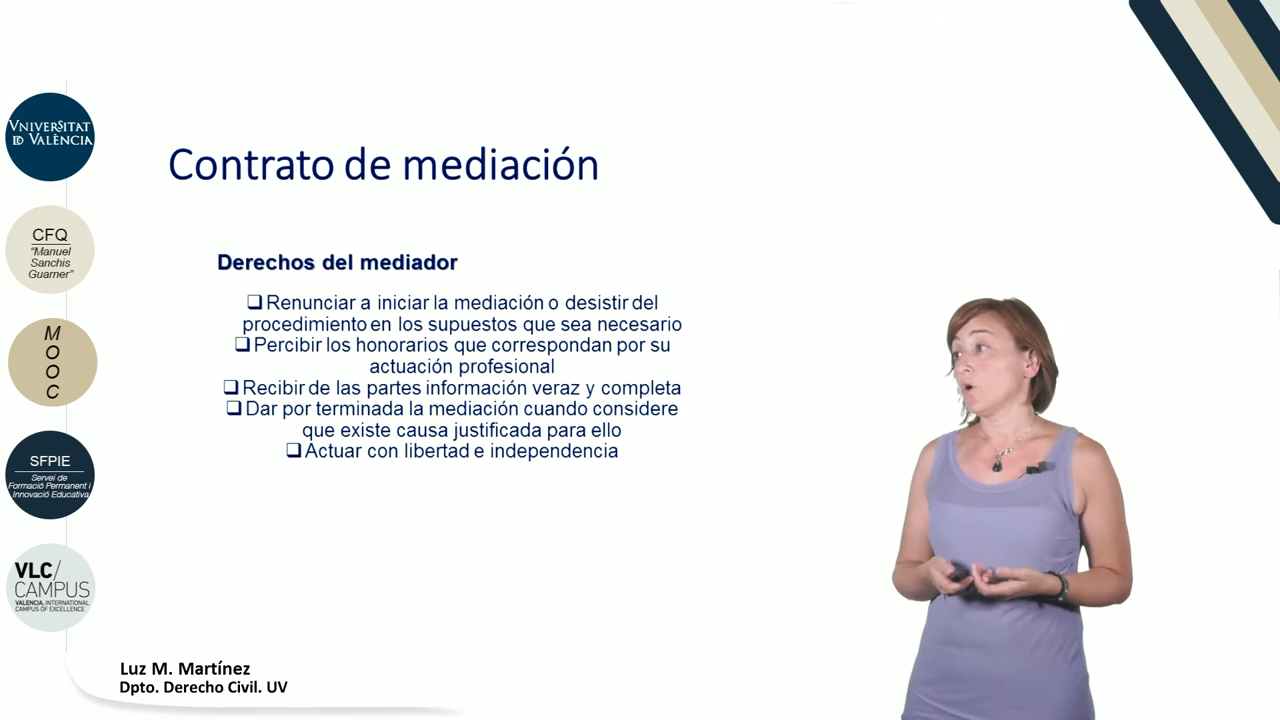 VNIVERSITAT
ID VALÈNCIA
CFQ
“Manuel
Sanchis
Guarner”
M
O
O
C
SFPIE
Servei de
Formació Permanent i
Innovació Educativa
VLC/
CAMPUS
VALENCIA, INTERNATIONAL
CAMPUS OF EXCELLENCE
Contrato de mediación
Derechos del mediador
❑ Renunciar a iniciar la mediación o desistir del
procedimiento en los supuestos que sea necesario
❑ Percibir los honorarios que correspondan por su
actuación profesional
❑ Recibir de las partes información veraz y completa
❑ Dar por terminada la mediación cuando considere
que existe causa justificada para ello
❑ Actuar con libertad e independencia
Luz M. Martínez
Dpto. Derecho Civil. UV